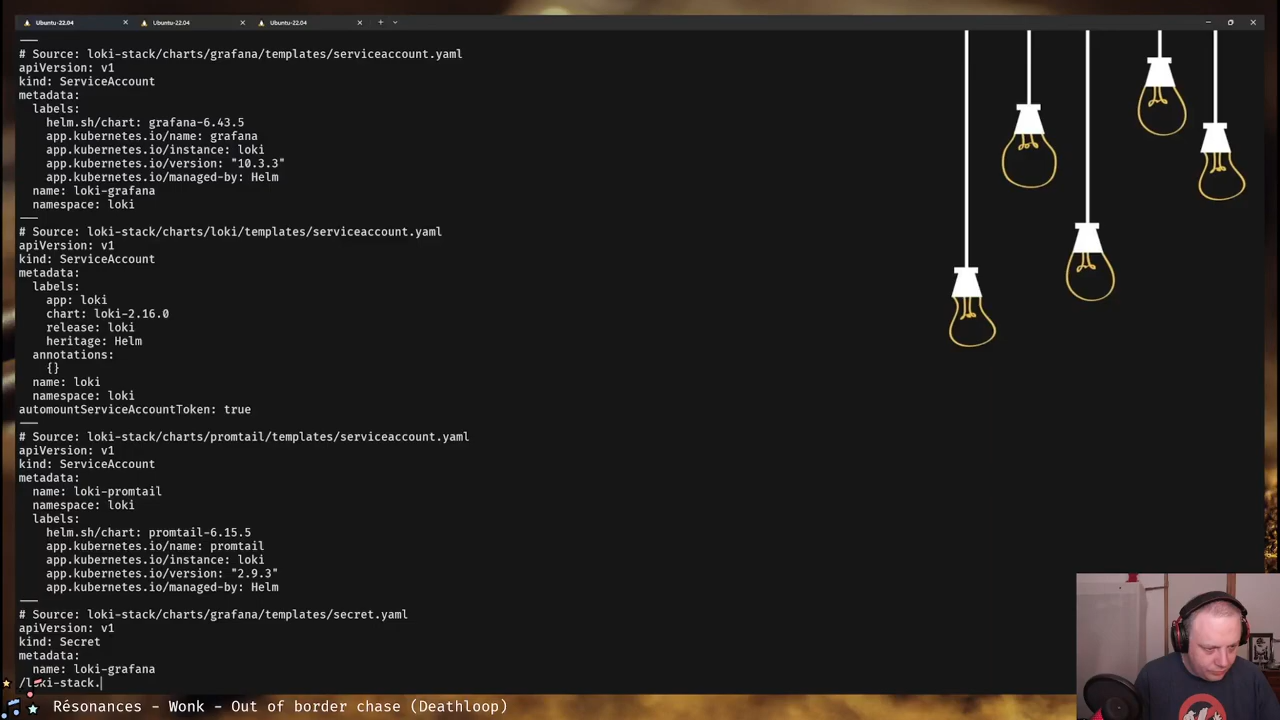 Ubuntu-22.04
Ubuntu-22.04
Ubuntu-22.04
---
# Source: loki-stack/charts/grafana/templates/serviceaccount.yaml
apiVersion: v1
kind: ServiceAccount
metadata:
  labels:
    helm.sh/chart: grafana-6.43.5
    app.kubernetes.io/name: grafana
    app.kubernetes.io/instance: loki
    app.kubernetes.io/version: "10.3.3"
    app.kubernetes.io/managed-by: Helm
  name: loki-grafana
  namespace: loki
---
# Source: loki-stack/charts/loki/templates/serviceaccount.yaml
apiVersion: v1
kind: ServiceAccount
metadata:
  labels:
    app: loki
    chart: loki-2.16.0
    release: loki
    heritage: Helm
  annotations:
    {}
  name: loki
  namespace: loki
automountServiceAccountToken: true
---
# Source: loki-stack/charts/promtail/templates/serviceaccount.yaml
apiVersion: v1
kind: ServiceAccount
metadata:
  name: loki-promtail
  namespace: loki
  labels:
    helm.sh/chart: promtail-6.15.5
    app.kubernetes.io/name: promtail
    app.kubernetes.io/instance: loki
    app.kubernetes.io/version: "2.9.3"
    app.kubernetes.io/managed-by: Helm
---
# Source: loki-stack/charts/grafana/templates/secret.yaml
apiVersion: v1
kind: Secret
metadata:
  name: loki-grafana
/loki-stack.
Résonances - Wonk - Out of border chase (Deathloop)